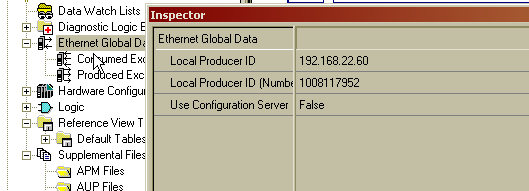 Data Watch Lists
Diagnostic Logic B
Ethernet Global Da
Consumed Exc
Produced Exc
Hardware Configur
Logic
Reference View T
Default Tables
Supplemental Files
APM Files
AUP Files
Inspector
Ethernet Global Data
Local Producer ID 192.168.22.60
Local Producer ID (Numbe 1008117952
Use Configuration Server False